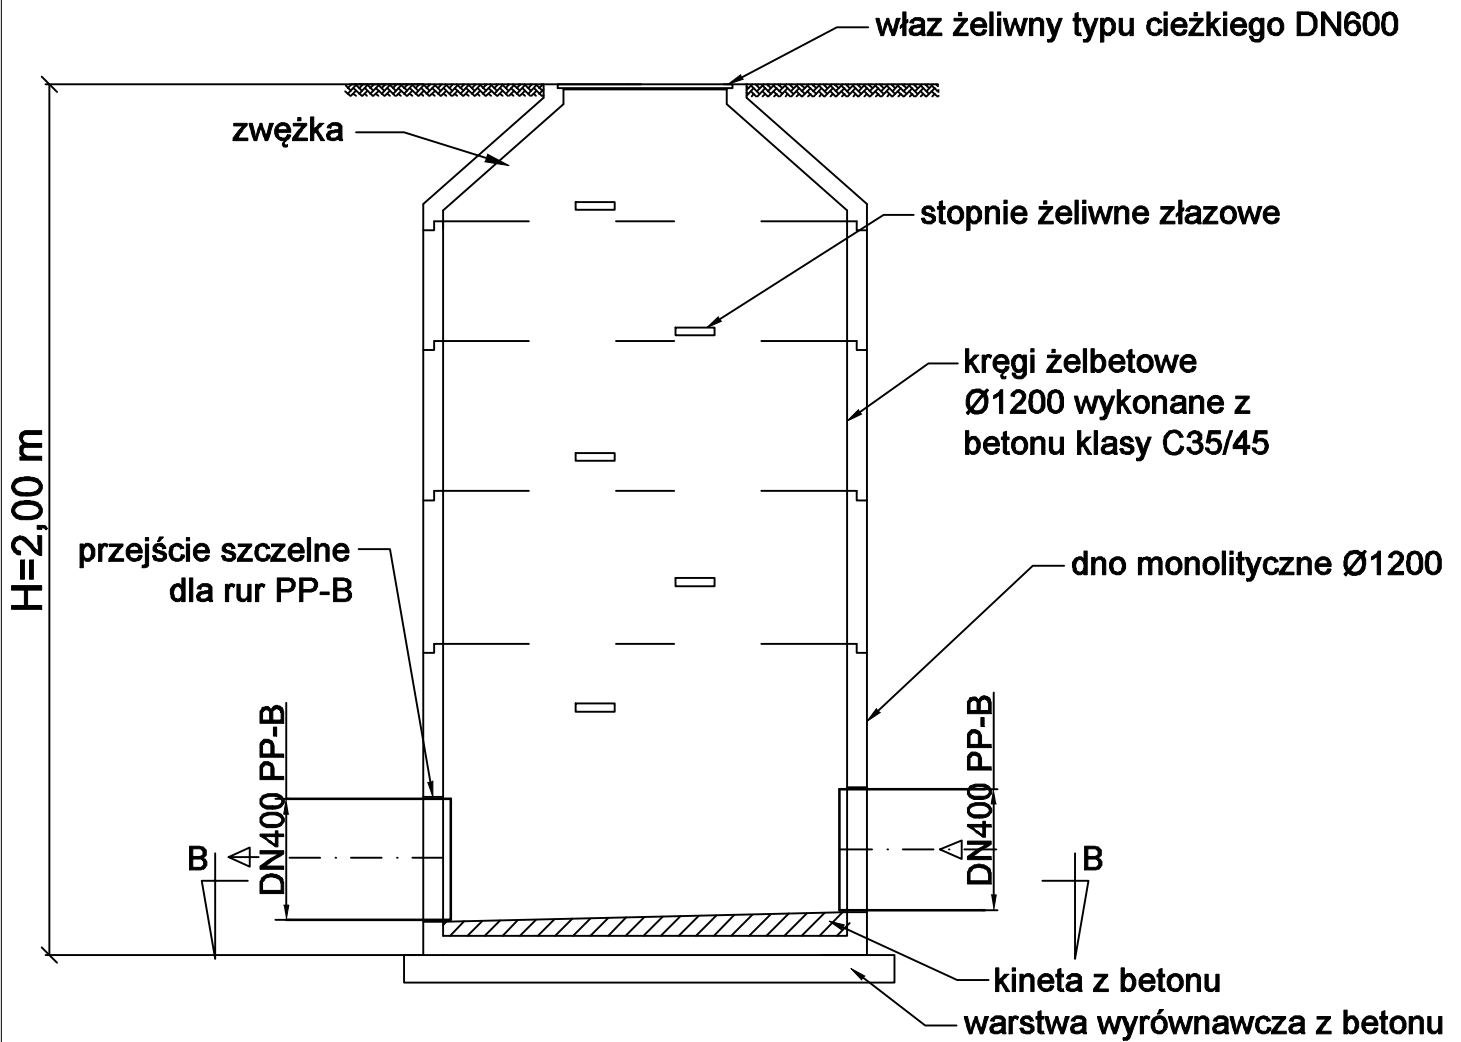 właz żeliwny typu cieżkiego DN600
zwężka
stopnie żeliwne złazowe
kręgi żelbetowe
Ø1200 wykonane z
betonu klasy C35/45
H=2,00 m
przejście szczelne
dla rur PP-B
dno monolityczne Ø1200
DN400 PP-B
DN400 PP-B
B
B
kineta z betonu
warstwa wyrównawcza z betonu